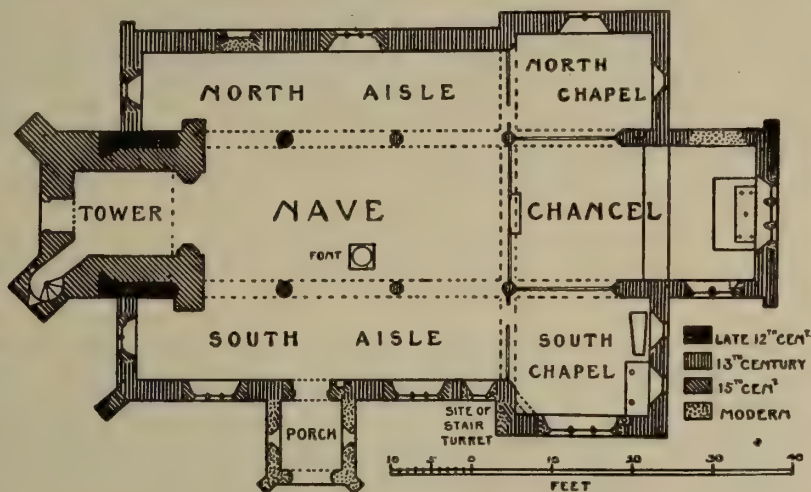 NORTH AISLE
NORTH
CHAPEL
TOWER
NAVE
CHANCEL
FONT
SOUTH AISLE
SOUTH
CHAPEL
LATE 12TH CENT.
13TH CENTURY
15TH CENT.
MODERN
SITE OF
STAIR
TURRET
PORCH
10 5 0 10 20 30 40
FEET